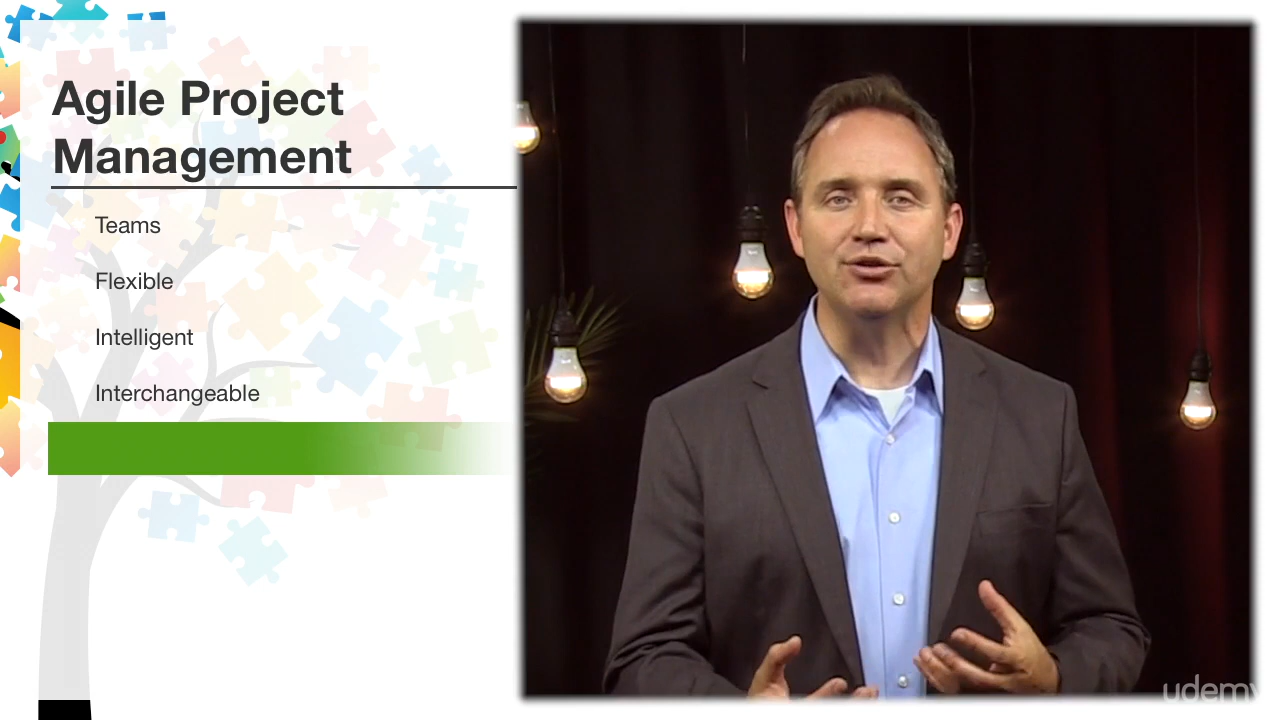 Agile Project
Management
Teams
Flexible
Intelligent
Interchangeable
udemy